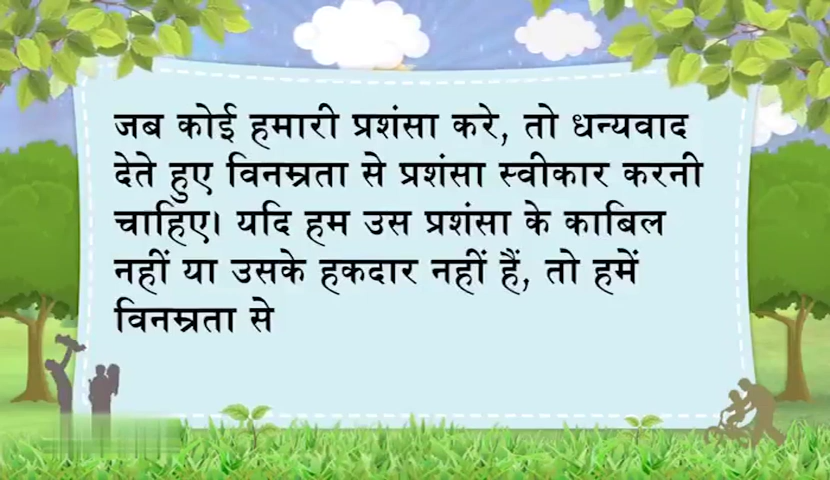 जब कोई हमारी प्रशंसा करे, तो धन्यवाद
देते हुए विनम्रता से प्रशंसा स्वीकार करनी
चाहिए। यदि हम उस प्रशंसा के काबिल
नहीं या उसके हकदार नहीं हैं, तो हमें
विनम्रता से